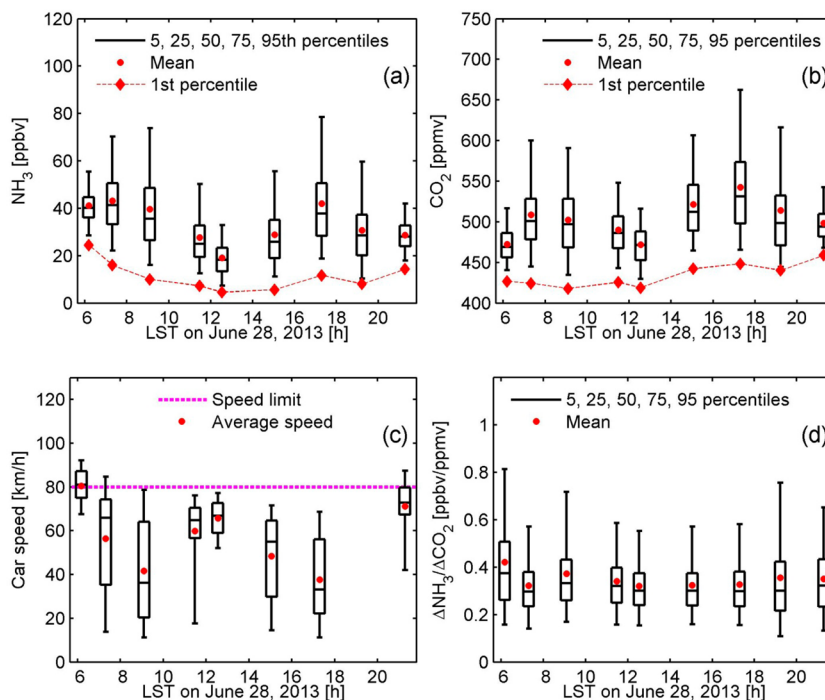 120
100
80
60
40
20
0
NH3 [ppbv]
5, 25, 50, 75, 95th percentiles
Mean
1st percentile
(a)
6 8 10 12 14 16 18 20
LST on June 28, 2013 [h]
750
700
650
600
550
500
450
400
CO2 [ppmv]
5, 25, 50, 75, 95 percentiles
Mean
1st percentile
(b)
6 8 10 12 14 16 18 20
LST on June 28, 2013 [h]
120
100
80
60
40
20
0
Car speed [km/h]
Speed limit
Average speed
(c)
6 8 10 12 14 16 18 20
LST on June 28, 2013 [h]
1
0.8
0.6
0.4
0.2
0
ΔNH3/ΔCO2 [ppbv/ppmv]
5, 25, 50, 75, 95 percentiles
Mean
(d)
6 8 10 12 14 16 18 20
LST on June 28, 2013 [h]